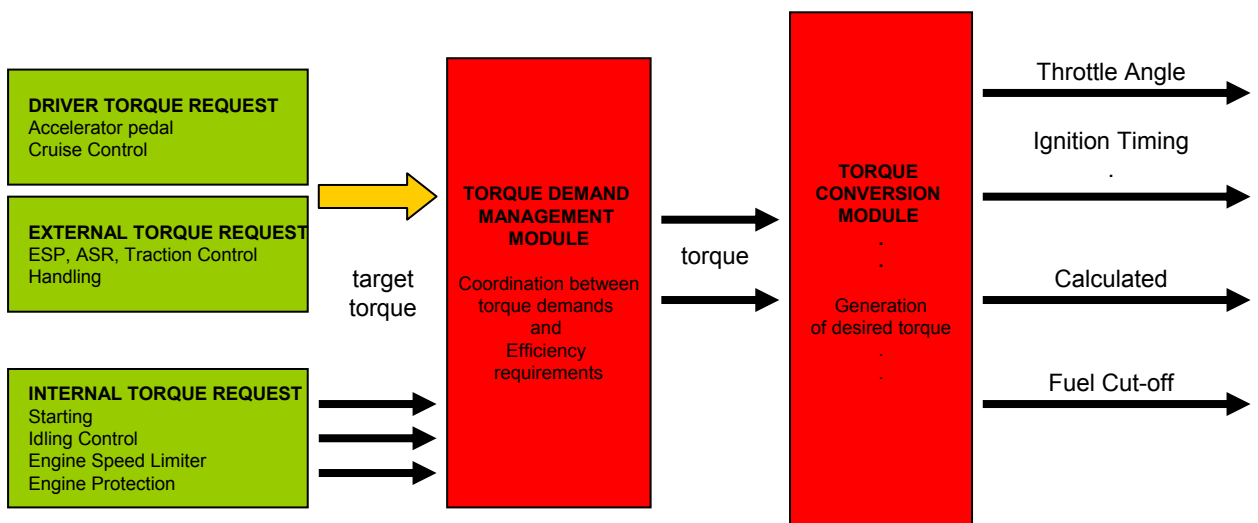 DRIVER TORQUE REQUEST
Accelerator pedal
Cruise Control
EXTERNAL TORQUE REQUEST
ESP, ASR, Traction Control
Handling
INTERNAL TORQUE REQUEST
Starting
Idling Control
Engine Speed Limiter
Engine Protection
target
torque
TORQUE DEMAND
MANAGEMENT
MODULE
Coordination between
torque demands
and
Efficiency
requirements
torque
TORQUE
CONVERSION
MODULE
.
.
Generation
of desired torque
.
.
Throttle Angle
Ignition Timing
.
Calculated
Fuel Cut-off